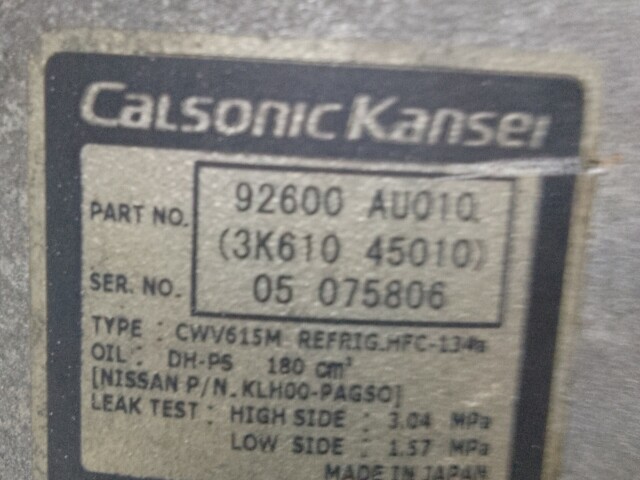 CalsonicKansei
PART NO. 92600 AU010
(3K610 45010)
SER. NO. 05 075806
TYPE : CWV615M REFRIG.HFC-134a
OIL : DH-PS 180 cm³
[NISSAN P/N.KLH00-PAGS0]
LEAK TEST : HIGH SIDE : 3.04 MPa
LOW SIDE : 1.57 MPa
MADE IN JAPAN